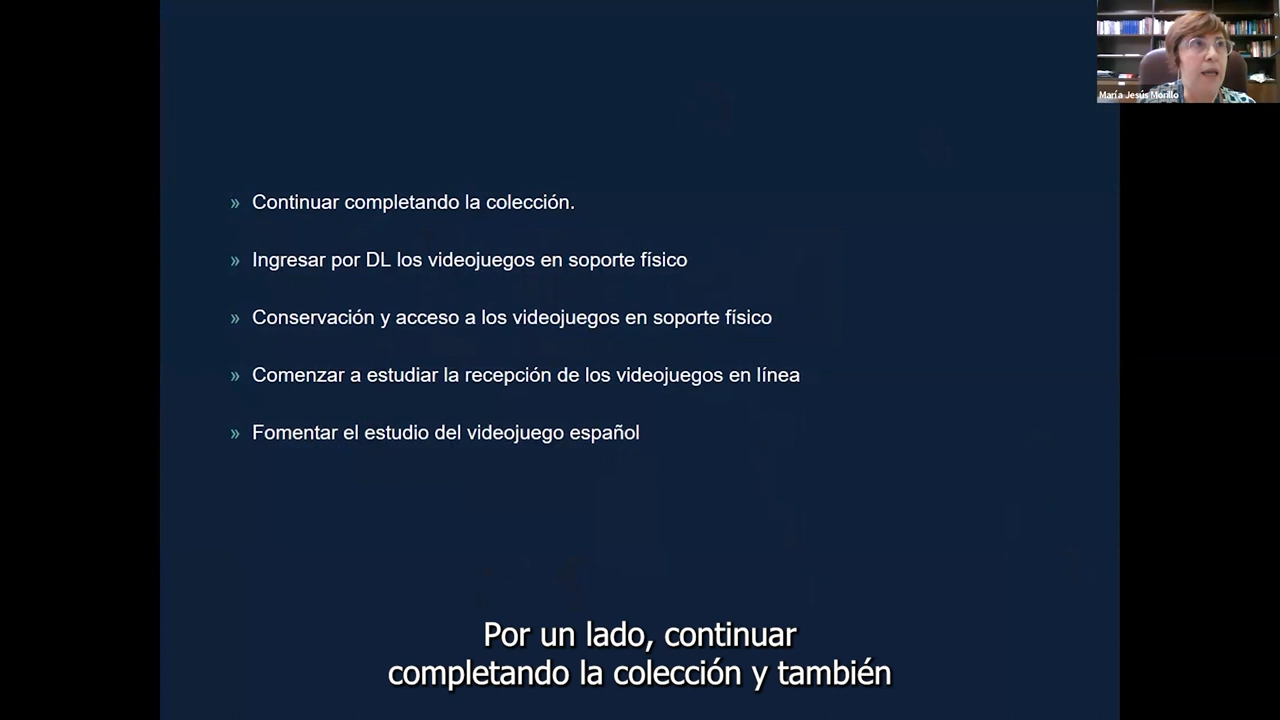 María Jesús Morillo
» Continuar completando la colección.
» Ingresar por DL los videojuegos en soporte físico
» Conservación y acceso a los videojuegos en soporte físico
» Comenzar a estudiar la recepción de los videojuegos en línea
» Fomentar el estudio del videojuego español
Por un lado, continuar
completando la colección y también